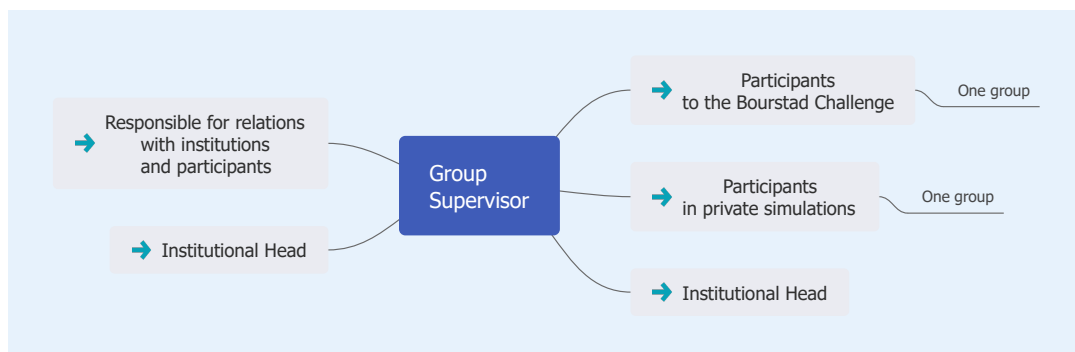 Responsible for relations
with institutions
and participants
Institutional Head
Group
Supervisor
Participants
to the Bourstad Challenge
One group
Participants
in private simulations
One group
Institutional Head